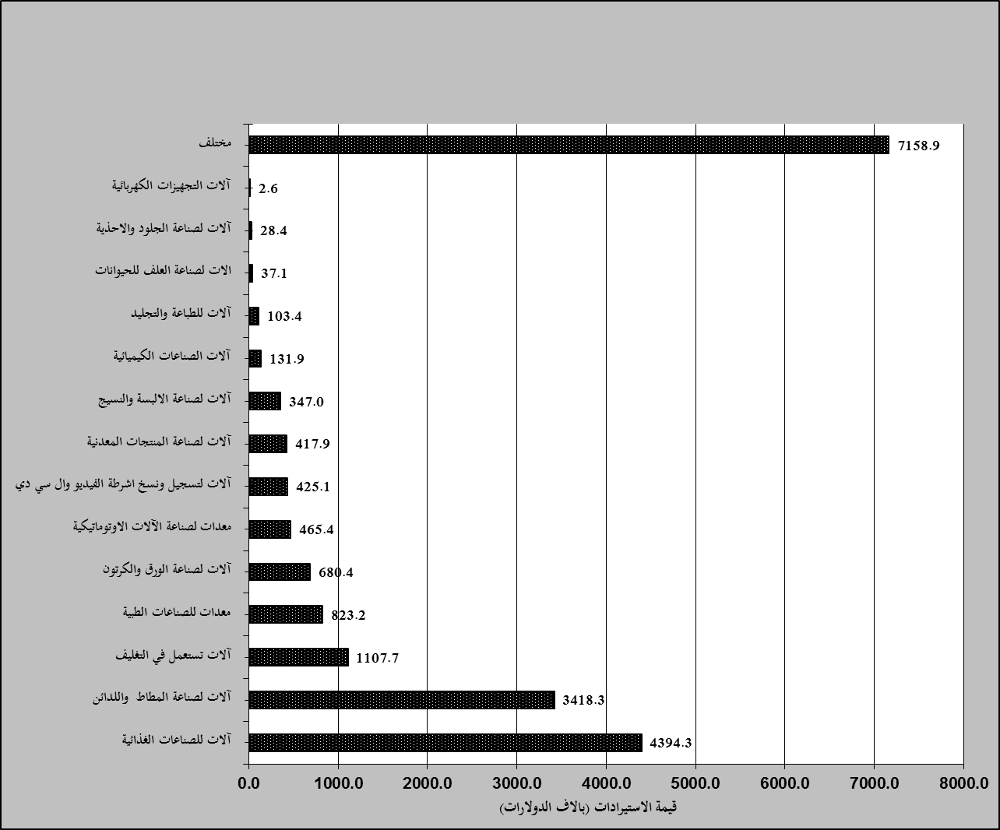 مختلف 7158.9
آلات التجهيزات الكهربائية 2.6
آلات لصناعة الجلود والاحذية 28.4
الات لصناعة العلف للحيوانات 37.1
آلات للطباعة والتجليد 103.4
آلات الصناعات الكيميائية 131.9
آلات لصناعة الالبسة والنسيج 347.0
آلات لصناعة المنتجات المعدنية 417.9
آلات لتسجيل ونسخ اشرطة الفيديو وال سي دي 425.1
معدات لصناعة الآلات الاوتوماتيكية 465.4
آلات لصناعة الورق والكرتون 680.4
معدات للصناعات الطبية 823.2
آلات تستعمل في التغليف 1107.7
آلات لصناعة المطاط واللدائن 3418.3
آلات للصناعات الغذائية 4394.3
0.0 1000.0 2000.0 3000.0 4000.0 5000.0 6000.0 7000.0 8000.0
قيمة الاستيرادات (بالاف الدولارات)